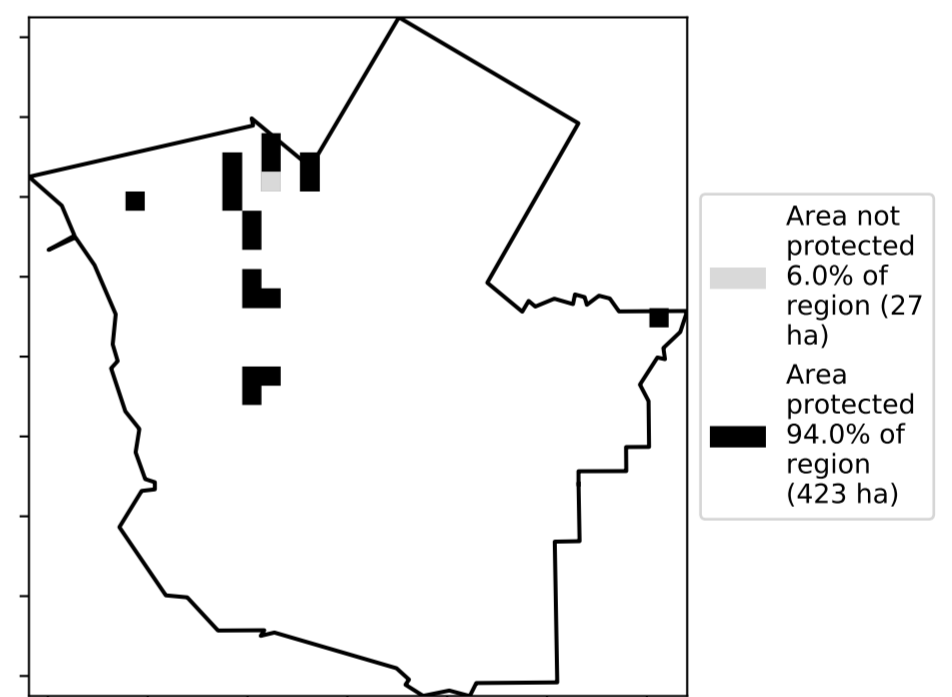 Area not
protected
6.0% of
region (27
ha)
Area
protected
94.0% of
region
(423 ha)